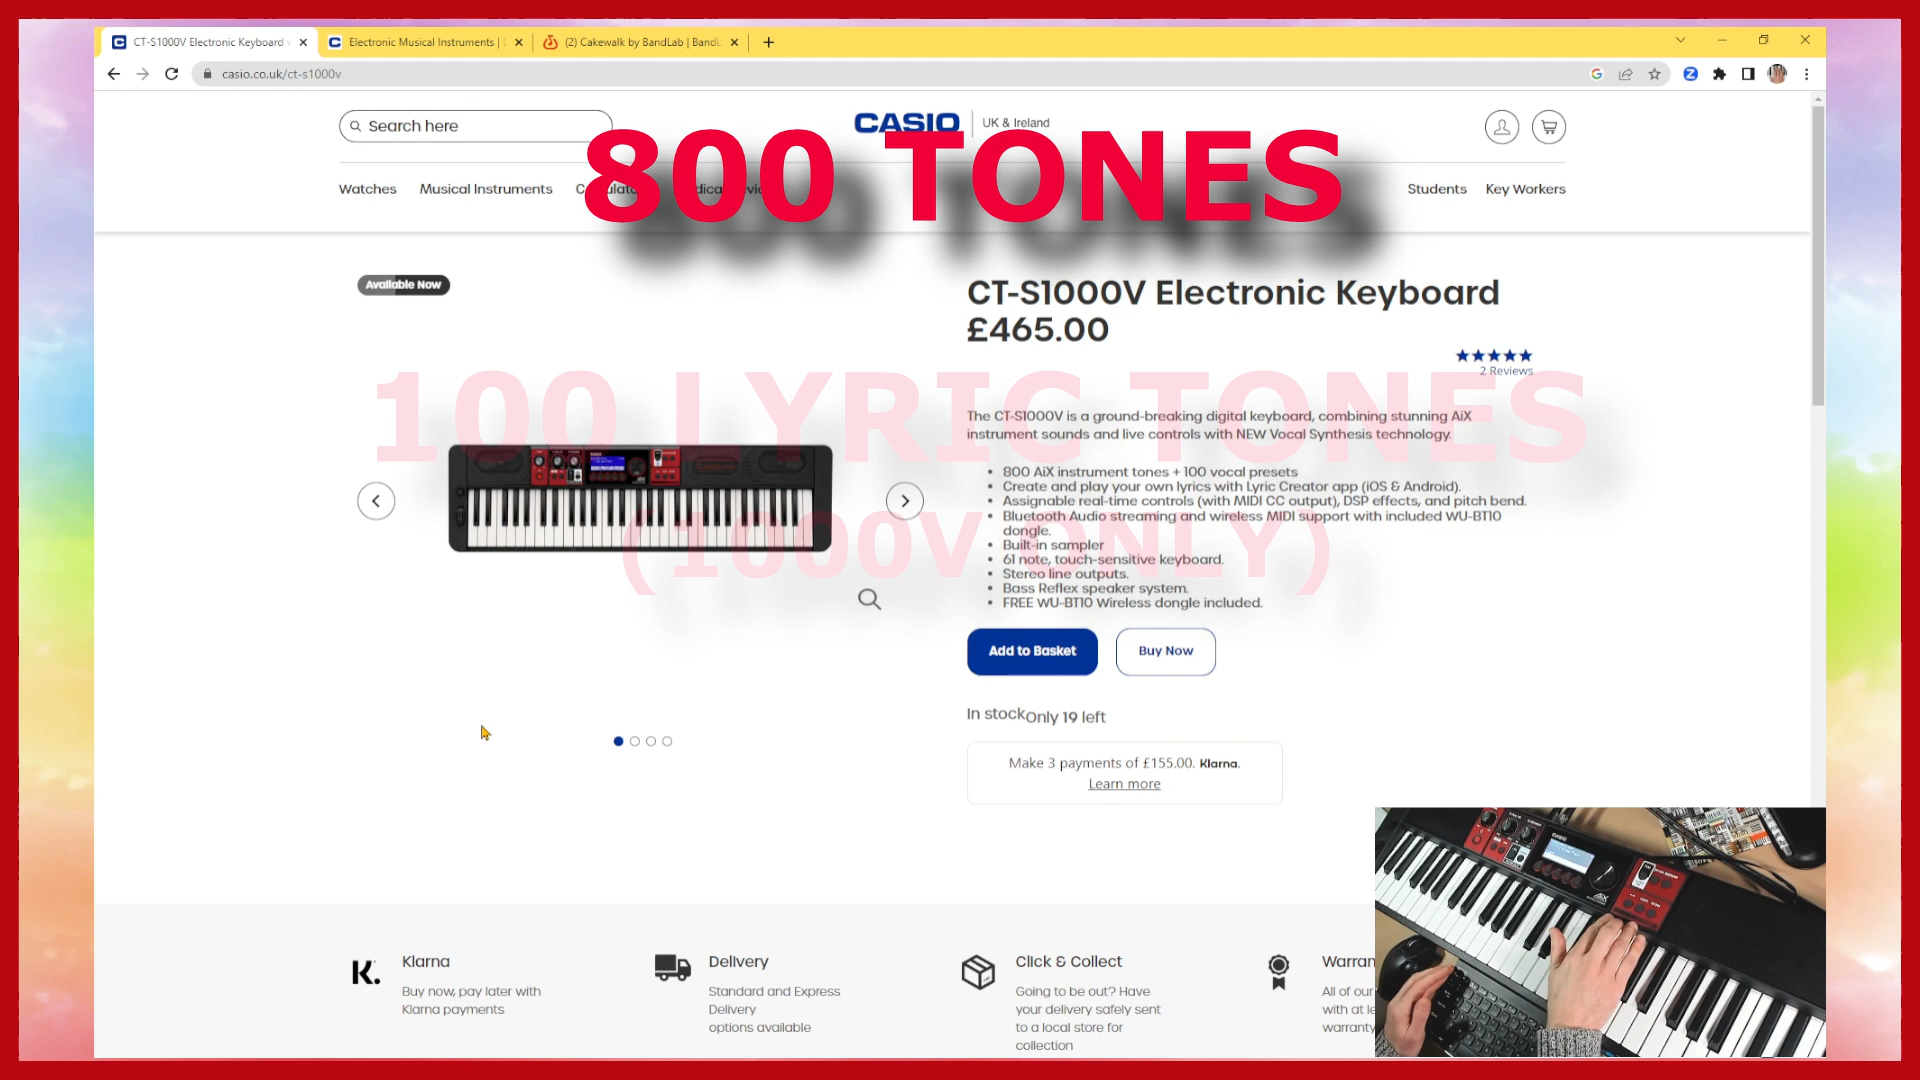 CT-S1000V Electronic Keyboard
Electronic Musical Instruments |
(2) Cakewalk by BandLab | BandL
casio.co.uk/ct-s1000v
Search here
CASIO
UK & Ireland
800 TONES
Watches
Musical Instruments
Students
Key Workers
Available Now
CT-S1000V Electronic Keyboard
£465.00
2 Reviews
100 LYRIC TONES
(1000V ONLY)
The CT-S1000V is a ground-breaking digital keyboard, combining stunning AiX
instrument sounds and live controls with NEW Vocal Synthesis technology.
800 AiX instrument tones + 100 vocal presets
Create and play your own lyrics with Lyric Creator app (iOS & Android).
Assignable real-time controls (with MIDI CC output), DSP effects, and pitch bend.
Bluetooth Audio streaming and wireless MIDI support with included WU-BT10
dongle.
Built-in sampler
61 note, touch-sensitive keyboard.
Stereo line outputs.
Bass Reflex speaker system.
FREE WU-BT10 Wireless dongle included.
Add to Basket
Buy Now
In stock Only 19 left
Make 3 payments of £155.00. Klarna.
Learn more
K.
Klarna
Buy now, pay later with
Klarna payments
Delivery
Standard and Express
Delivery
options available
Click & Collect
Going to be out? Have
your delivery safely sent
to a local store for
collection
Warran
All of our
with at le
warranty